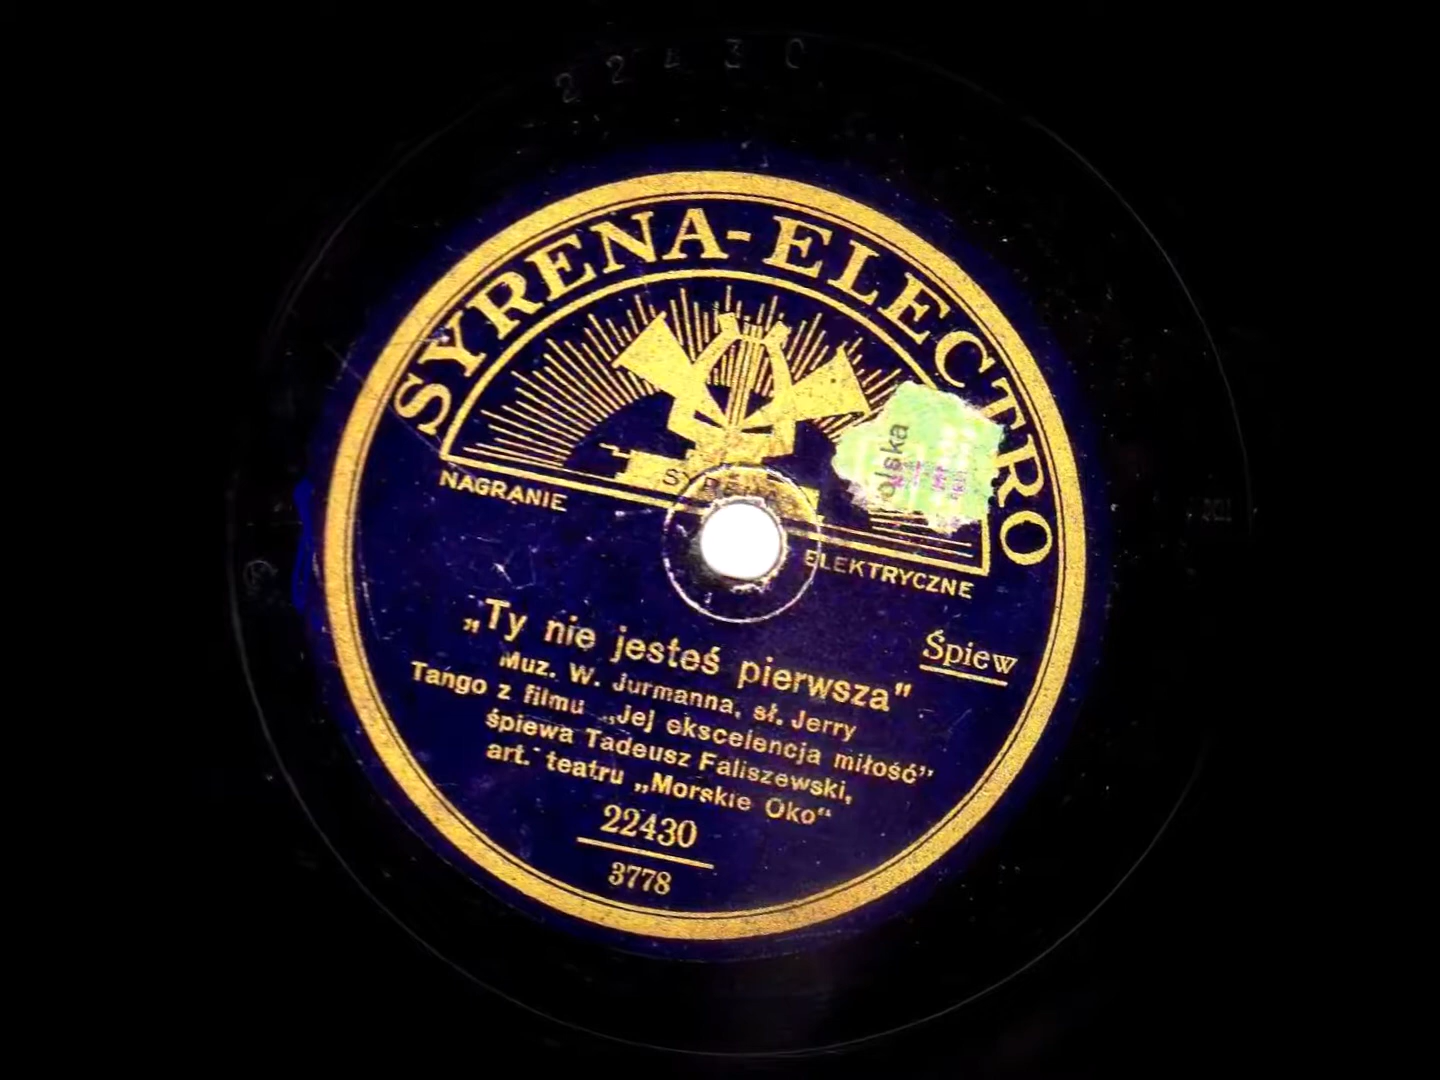 22430
SYRENA-ELECTRO
SYRENA
NAGRANIE
ELEKTRYCZNE
Śpiew
„Ty nie jesteś pierwsza"
Muz. W. Jurmanna, sł. Jerry
Tango z filmu „Jej ekscelencja miłość"
śpiewa Tadeusz Faliszewski,
art. teatru „Morskie Oko"
22430
3778